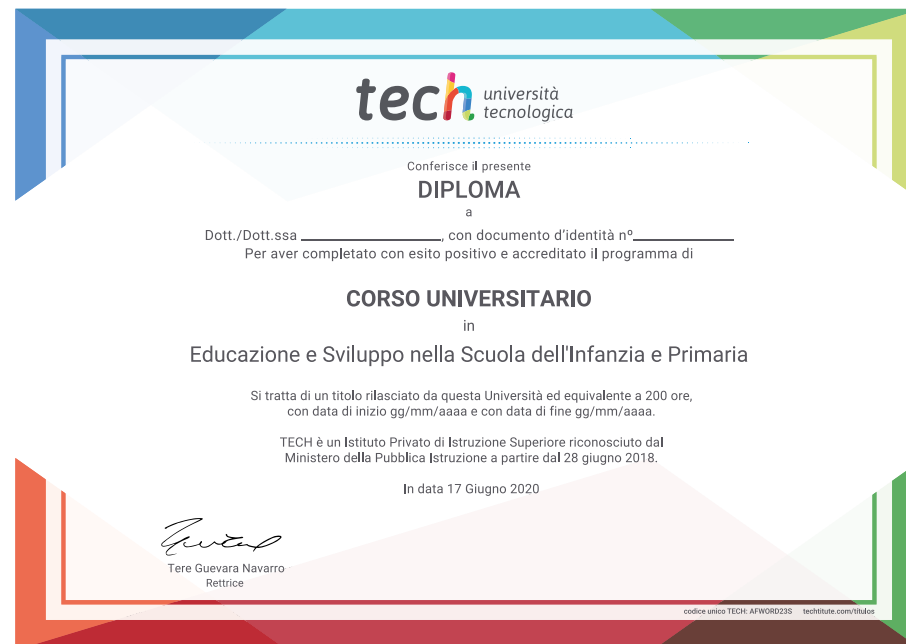 tech università
tecnologica
Conferisce il presente
DIPLOMA
a
Dott./Dott.ssa ____________________, con documento d'identità nº______________
Per aver completato con esito positivo e accreditato il programma di
CORSO UNIVERSITARIO
in
Educazione e Sviluppo nella Scuola dell'Infanzia e Primaria
Si tratta di un titolo rilasciato da questa Università ed equivalente a 200 ore,
con data di inizio gg/mm/aaaa e con data di fine gg/mm/aaaa.
TECH è un Istituto Privato di Istruzione Superiore riconosciuto dal
Ministero della Pubblica Istruzione a partire dal 28 giugno 2018.
In data 17 Giugno 2020
Tere Guevara Navarro
Rettrice
codice unico TECH: AFWORD23S techtitute.com/titulos